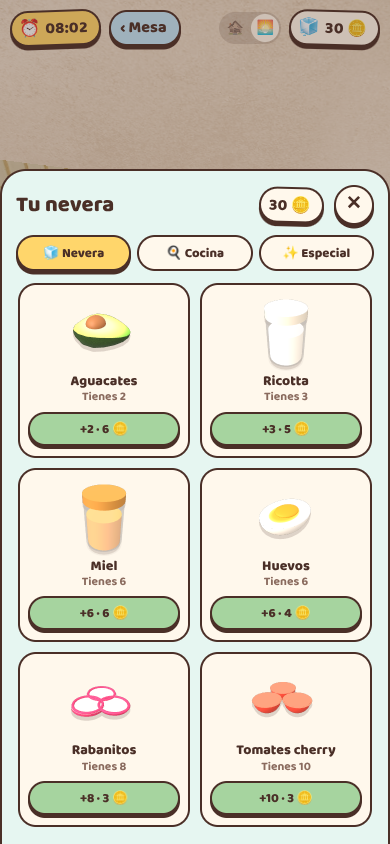 08:02
‹ Mesa
30
Tu nevera
30
×
Nevera
Cocina
Especial
Aguacates
Tienes 2
+2 · 6
Ricotta
Tienes 3
+3 · 5
Miel
Tienes 6
+6 · 6
Huevos
Tienes 6
+6 · 4
Rabanitos
Tienes 8
+8 · 3
Tomates cherry
Tienes 10
+10 · 3